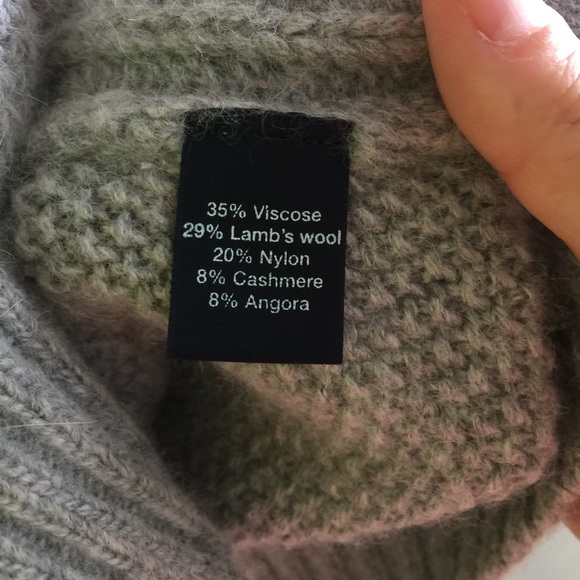 35% Viscose
29% Lamb's wool
20% Nylon
8% Cashmere
8% Angora